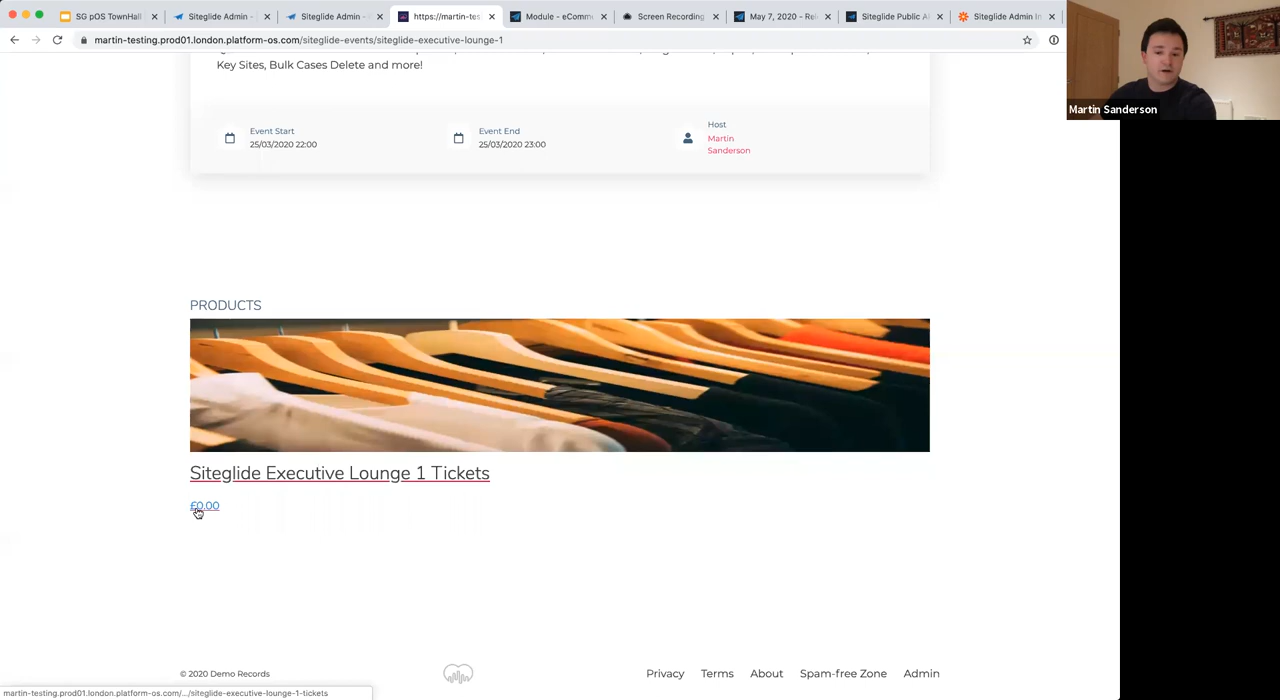 SG pOS TownHall
Siteglide Admin -
Siteglide Admin -
https://martin-tes
Module - eComme
Screen Recording
May 7, 2020 - Rel
Siteglide Public A
Siteglide Admin In
martin-testing.prod01.london.platform-os.com/siteglide-events/siteglide-executive-lounge-1
Martin Sanderson
Key Sites, Bulk Cases Delete and more!
Event Start
25/03/2020 22:00
Event End
25/03/2020 23:00
Host
Martin
Sanderson
PRODUCTS
Siteglide Executive Lounge 1 Tickets
£0.00
© 2020 Demo Records
Privacy Terms About Spam-free Zone Admin
martin-testing.prod01.london.platform-os.com/.../siteglide-executive-lounge-1-tickets